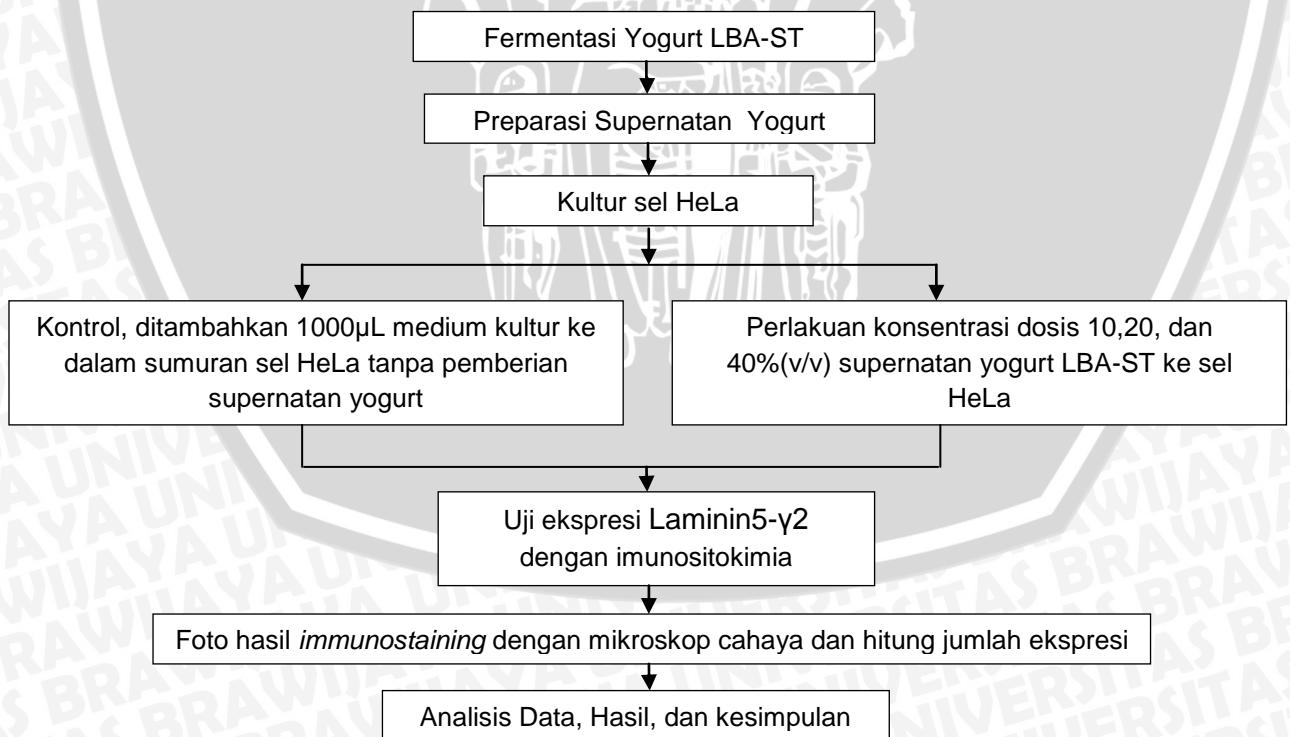 Fermentasi Yogurt LBA-ST
Preparasi Supernatan Yogurt
Kultur sel HeLa
Kontrol, ditambahkan 1000µL medium kultur ke
dalam sumuran sel HeLa tanpa pemberian
supernatan yogurt
Perlakuan konsentrasi dosis 10,20, dan
40%(v/v) supernatan yogurt LBA-ST ke sel
HeLa
Uji ekspresi Laminin5-γ2
dengan imunositokimia
Foto hasil immunostaining dengan mikroskop cahaya dan hitung jumlah ekspresi
Analisis Data, Hasil, dan kesimpulan